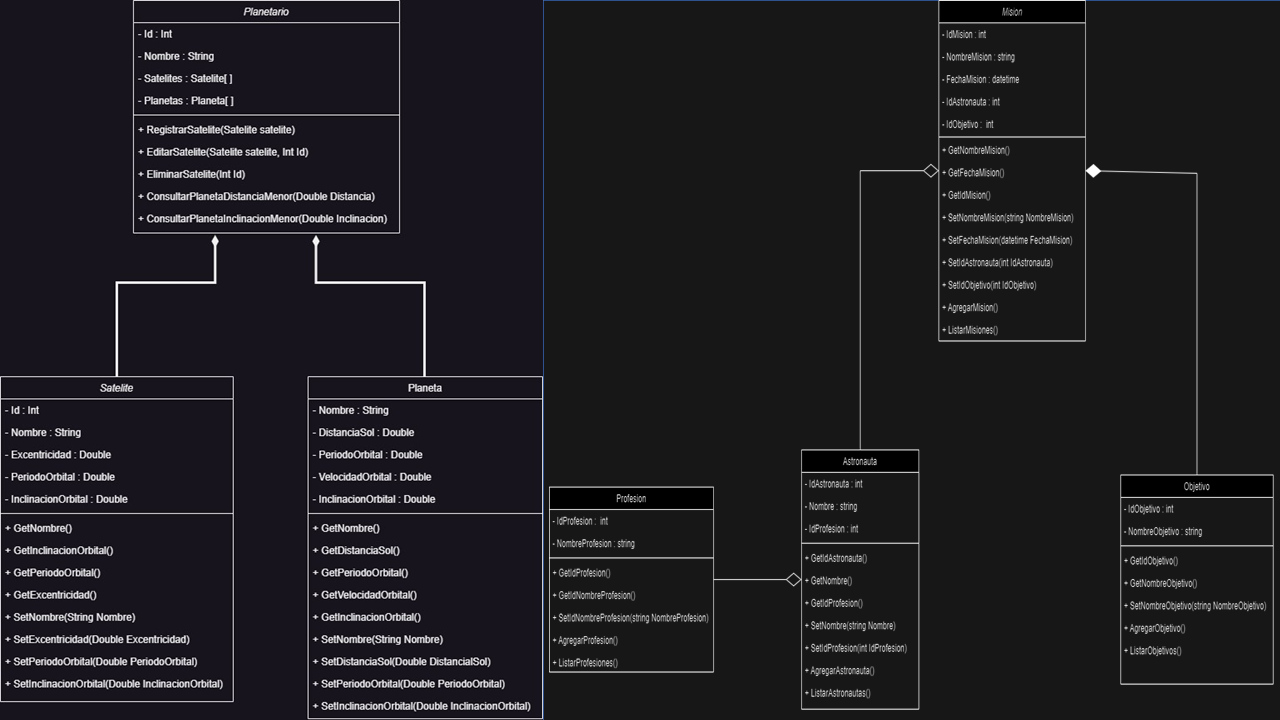 Planetario
- Id : Int
- Nombre : String
- Satelites : Satelite[ ]
- Planetas : Planeta[ ]
+ RegistrarSatelite(Satelite satelite)
+ EditarSatelite(Satelite satelite, Int Id)
+ EliminarSatelite(Int Id)
+ ConsultarPlanetaDistanciaMenor(Double Distancia)
+ ConsultarPlanetaInclinacionMenor(Double Inclinacion)
Satelite
- Id : Int
- Nombre : String
- Excentricidad : Double
- PeriodoOrbital : Double
- InclinacionOrbital : Double
+ GetNombre()
+ GetInclinacionOrbital()
+ GetPeriodoOrbital()
+ GetExcentricidad()
+ SetNombre(String Nombre)
+ SetExcentricidad(Double Excentricidad)
+ SetPeriodoOrbital(Double PeriodoOrbital)
+ SetInclinacionOrbital(Double InclinacionOrbital)
Planeta
- Nombre : String
- DistanciaSol : Double
- PeriodoOrbital : Double
- VelocidadOrbital : Double
- InclinacionOrbital : Double
+ GetNombre()
+ GetDistanciaSol()
+ GetPeriodoOrbital()
+ GetVelocidadOrbital()
+ GetInclinacionOrbital()
+ SetNombre(String Nombre)
+ SetDistanciaSol(Double DistancialSol)
+ SetPeriodoOrbital(Double PeriodoOrbital)
+ SetInclinacionOrbital(Double InclinacionOrbital)
Mision
- IdMision : int
- NombreMision : string
- FechaMision : datetime
- IdAstronauta : int
- IdObjetivo : int
+ GetNombreMision()
+ GetFechaMision()
+ GetIdMision()
+ SetNombreMision(string NombreMision)
+ SetFechaMision(datetime FechaMision)
+ SetIdAstronauta(int IdAstronauta)
+ SetIdObjetivo(int IdObjetivo)
+ AgregarMision()
+ ListarMisiones()
Profesion
- IdProfesion : int
- NombreProfesion : string
+ GetIdProfesion()
+ GetIdNombreProfesion()
+ SetIdNombreProfesion(string NombreProfesion)
+ AgregarProfesion()
+ ListarProfesiones()
Astronauta
- IdAstronauta : int
- Nombre : string
- IdProfesion : int
+ GetIdAstronauta()
+ GetNombre()
+ GetIdProfesion()
+ SetNombre(string Nombre)
+ SetIdProfesion(int IdProfesion)
+ AgregarAstronauta()
+ ListarAstronautas()
Objetivo
- IdObjetivo : int
- NombreObjetivo : string
+ GetIdObjetivo()
+ GetNombreObjetivo()
+ SetNombreObjetivo(string NombreObjetivo)
+ AgregarObjetivo()
+ ListarObjetivos()